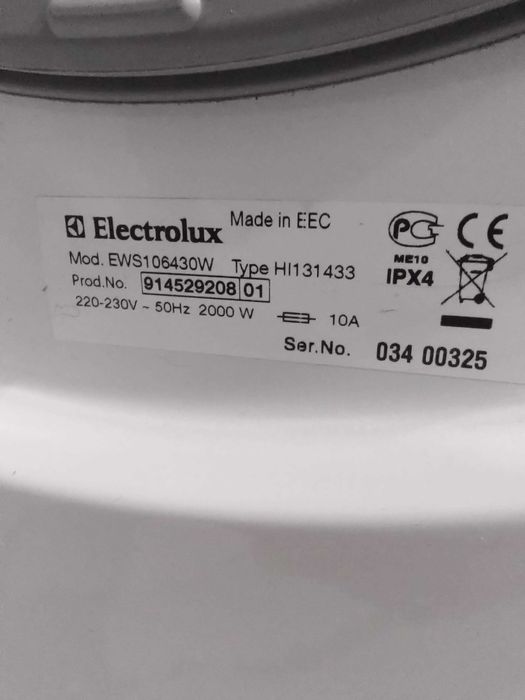 Electrolux Made in EEC
Mod. EWS106430W Type HI131433
Prod.No. 914529208 01
220-230V ~ 50Hz 2000 W 10A
Ser.No. 034 00325
PC CE
ME10
IPX4